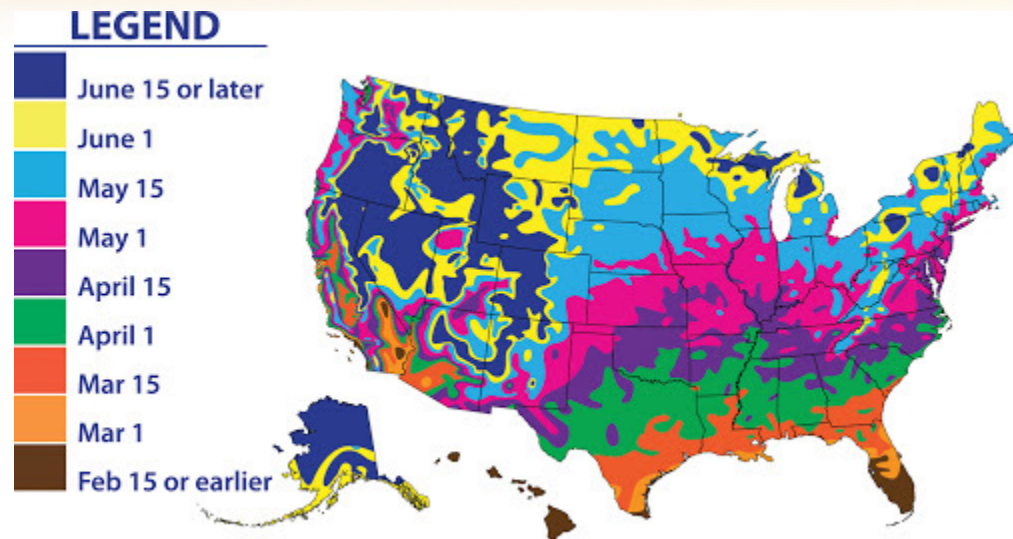 LEGEND
June 15 or later
June 1
May 15
May 1
April 15
April 1
Mar 15
Mar 1
Feb 15 or earlier